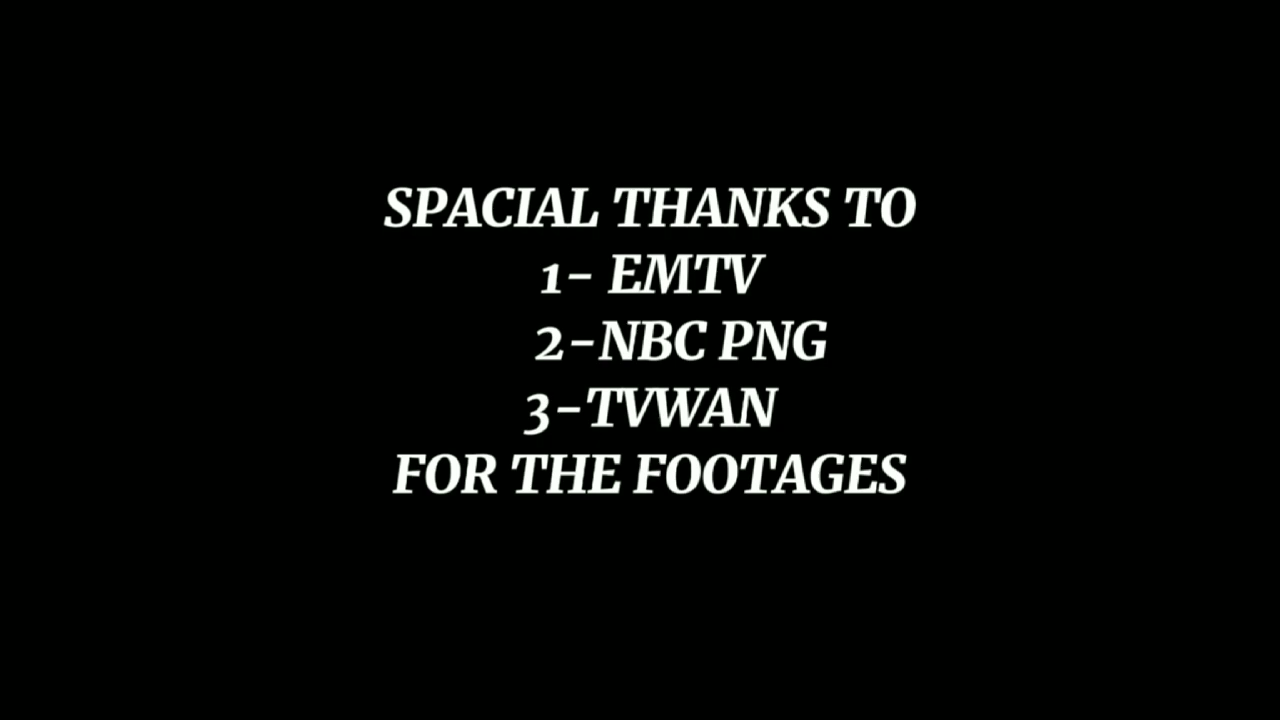 SPACIAL THANKS TO
1- EMTV
2-NBC PNG
3-TVWAN
FOR THE FOOTAGES